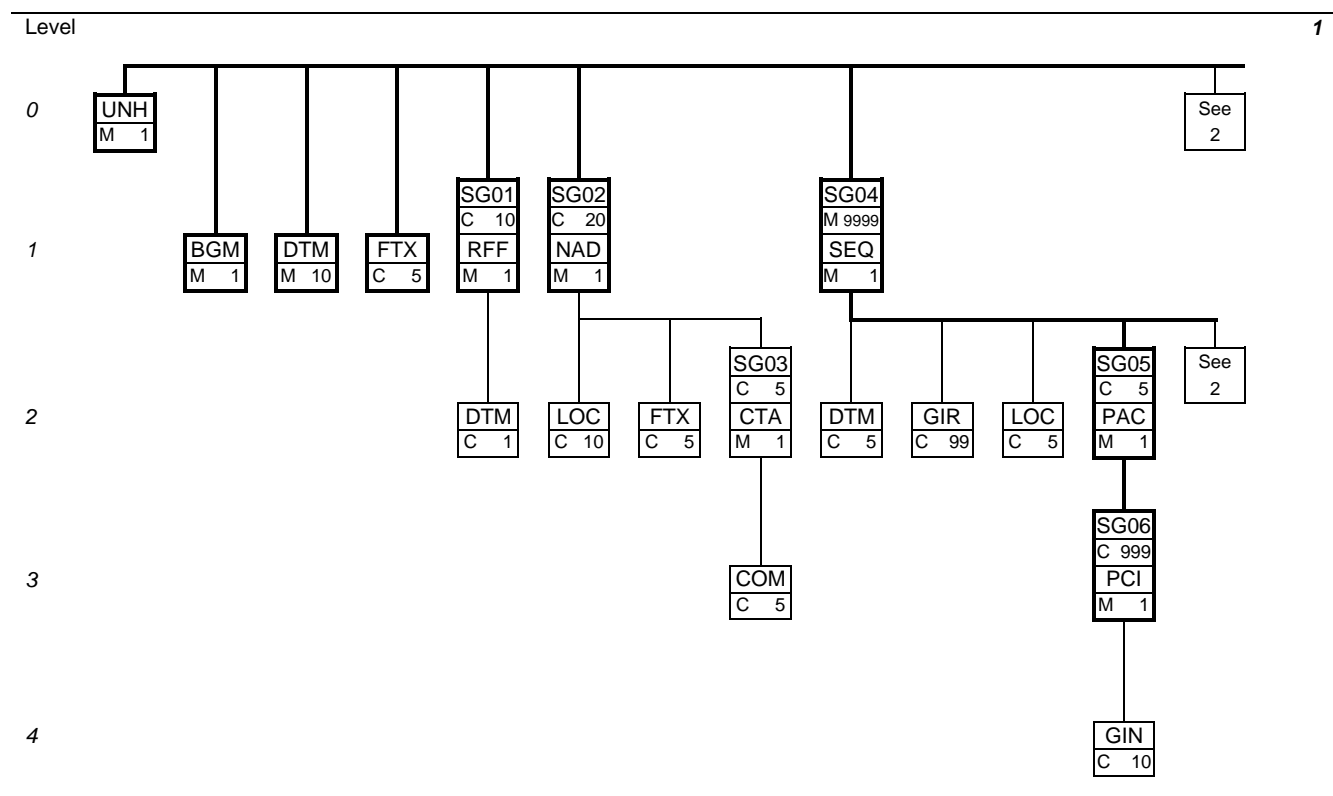 Level 1
0 UNH See
M 1 2
SG01 SG02 SG04
C 10 C 20 M 9999
1 BGM DTM FTX RFF NAD SEQ
M 1 M 10 C 5 M 1 M 1 M 1
SG03 SG05 See
C 5 C 5 2
2 DTM LOC FTX CTA DTM GIR LOC PAC
C 1 C 10 C 5 M 1 C 5 C 99 C 5 M 1
SG06
C 999
3 COM PCI
C 5 M 1
4 GIN
C 10